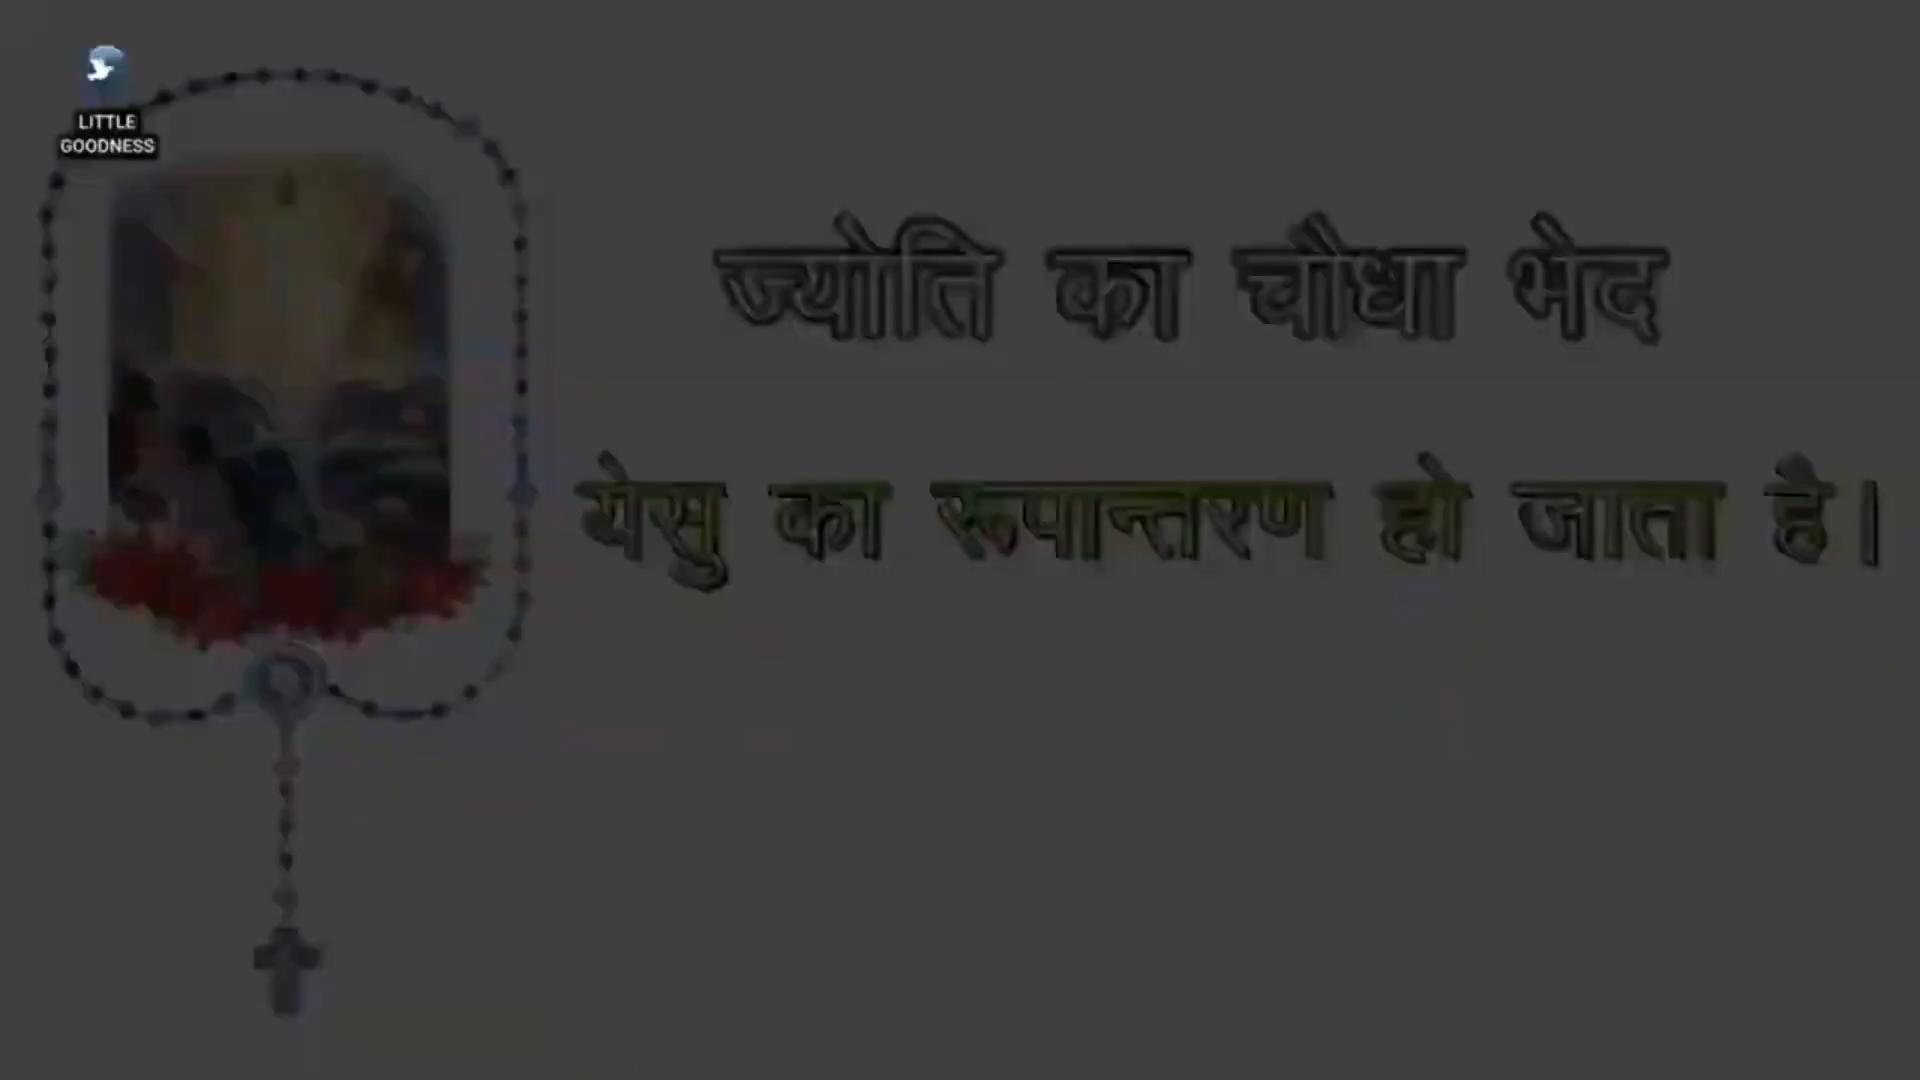 LITTLE
GOODNESS
ज्योति का चौधा भेद
येसु का रूपान्तरण हो जाता है।